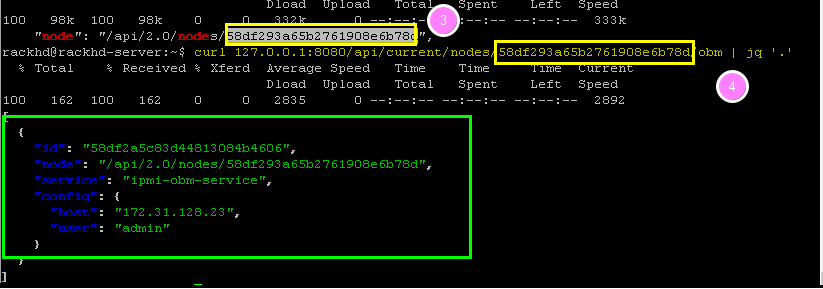 Dload  Upload   Total   Spent    Left  Speed
100   98k  100   98k    0     0   332k      0 --:--:-- --:--:-- --:--:--  333k
3
"node": "/api/2.0/nodes/58df293a65b2761908e6b78d",
rackhd@rackhd-server:~$ curl 127.0.0.1:8080/api/current/nodes/58df293a65b2761908e6b78d/obm | jq '.'
% Total    % Received % Xferd  Average Speed   Time    Time     Time  Current
Dload  Upload   Total   Spent    Left  Speed
4
100   162  100   162    0     0   2835      0 --:--:-- --:--:-- --:--:--  2892
[
{
"id": "58df2a5c83d44813084b4606",
"node": "/api/2.0/nodes/58df293a65b2761908e6b78d",
"service": "ipmi-obm-service",
"config": {
"host": "172.31.128.23",
"user": "admin"
}
}
]